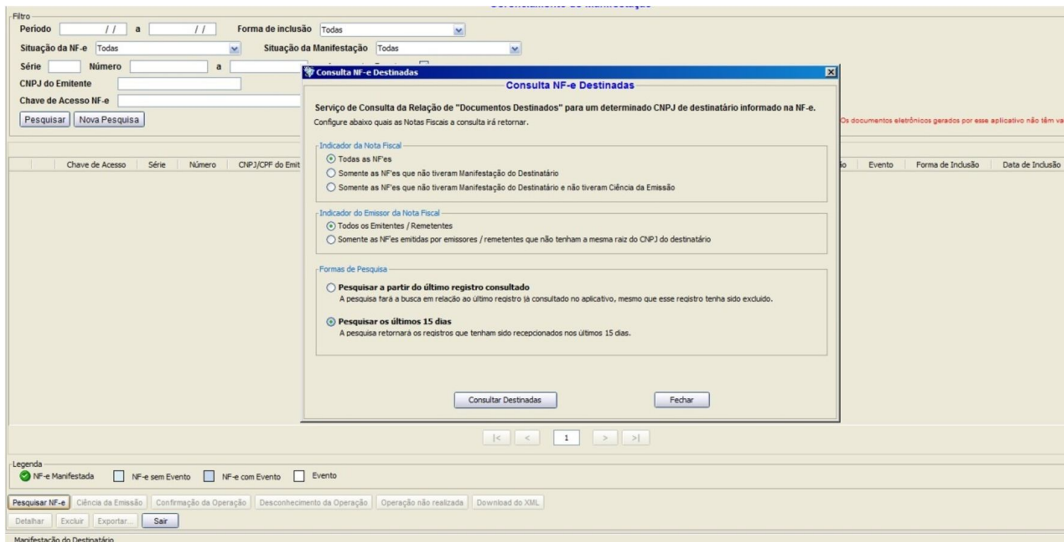 Gerenciamento de Manifestação
Filtro
Período / / a / / Forma de inclusão Todas
Situação da NF-e Todas Situação da Manifestação Todas
Série Número a
CNPJ do Emitente
Chave de Acesso NF-e
Pesquisar Nova Pesquisa
Os documentos eletrônicos gerados por esse aplicativo não têm va
Chave de Acesso Série Número CNPJ/CPF do Emit
Evento Forma de Inclusão Data de Inclusão
Consulta NF-e Destinadas
Consulta NF-e Destinadas
Serviço de Consulta da Relação de "Documentos Destinados" para um determinado CNPJ de destinatário informado na NF-e.
Configure abaixo quais as Notas Fiscais a consulta irá retornar.
Indicador da Nota Fiscal
Todas as NF'es
Somente as NF'es que não tiveram Manifestação do Destinatário
Somente as NF'es que não tiveram Manifestação do Destinatário e não tiveram Ciência da Emissão
Indicador do Emissor da Nota Fiscal
Todos os Emitentes / Remetentes
Somente as NF'es emitidas por emissores / remetentes que não tenham a mesma raiz do CNPJ do destinatário
Formas de Pesquisa
Pesquisar a partir do último registro consultado
A pesquisa fará a busca em relação ao último registro já consultado no aplicativo, mesmo que esse registro tenha sido excluído.
Pesquisar os últimos 15 dias
A pesquisa retornará os registros que tenham sido recepcionados nos últimos 15 dias.
Consultar Destinadas Fechar
|< < 1 > >|
Legenda
NF-e Manifestada NF-e sem Evento NF-e com Evento Evento
Pesquisar NF-e Ciência da Emissão Confirmação da Operação Desconhecimento da Operação Operação não realizada Download do XML
Detalhar Excluir Exportar... Sair
Manifestação do Destinatário